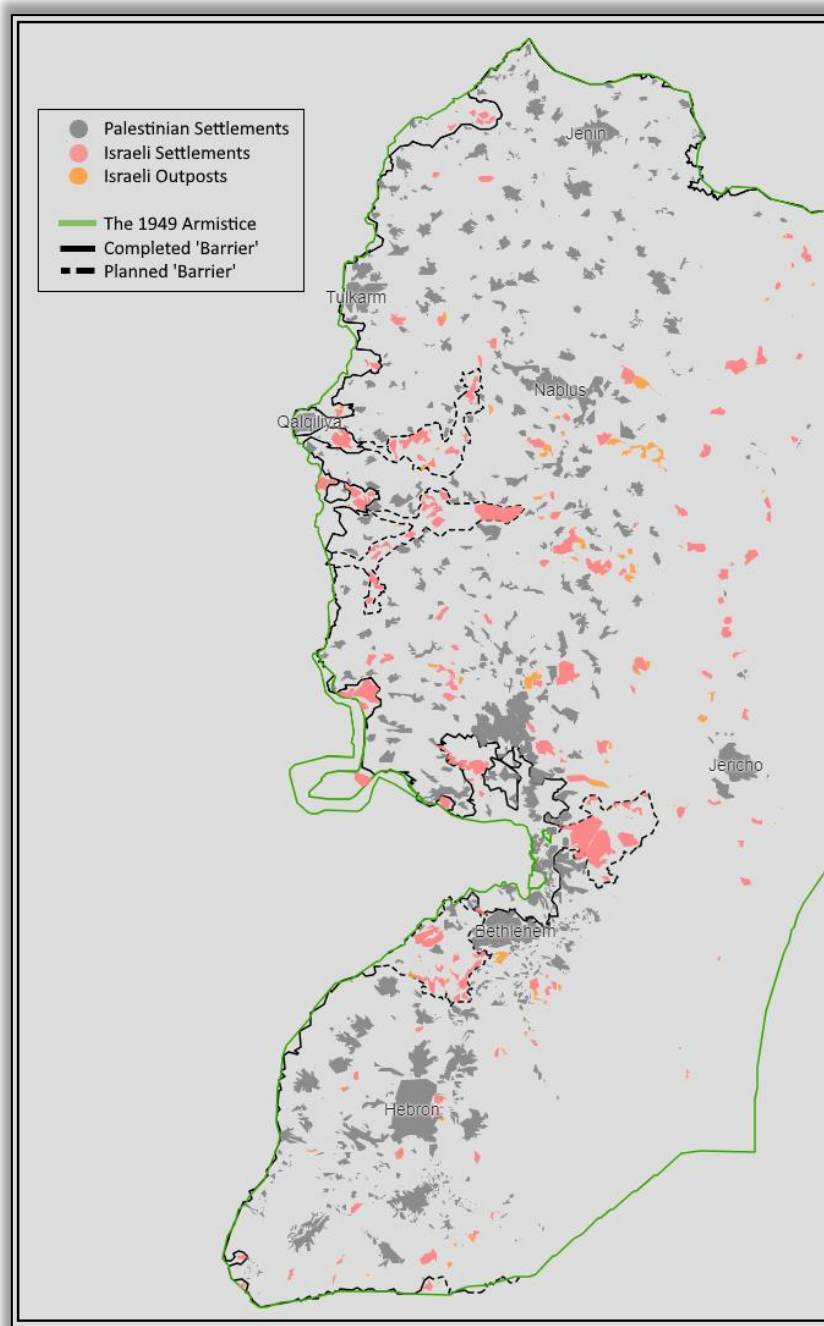 Palestinian Settlements
Israeli Settlements
Israeli Outposts
The 1949 Armistice
Completed 'Barrier'
Planned 'Barrier'
Jenin
Tulkarm
Nablus
Qalqiliya
Jericho
Bethlehem
Hebron